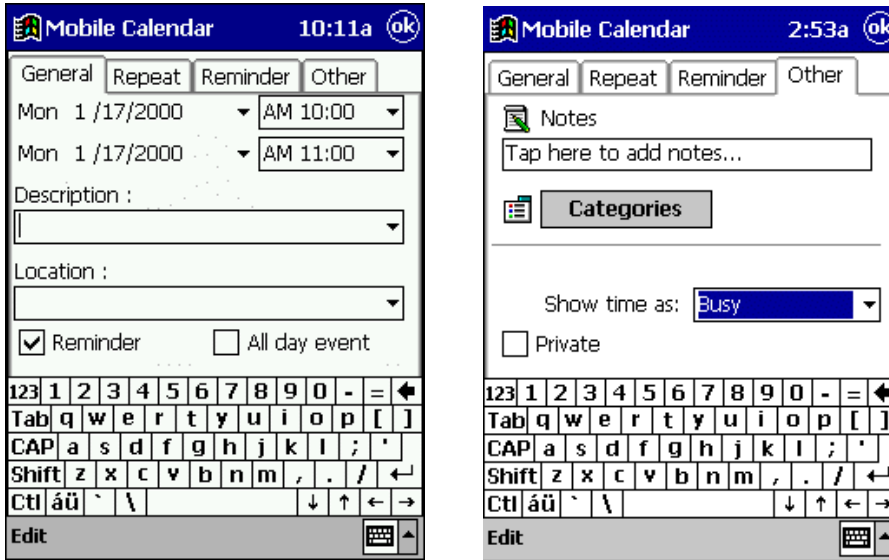 Mobile Calendar 10:11a ok
General Repeat Reminder Other
Mon 1 /17/2000 AM 10:00
Mon 1 /17/2000 AM 11:00
Description :
Location :
Reminder All day event
123 1 2 3 4 5 6 7 8 9 0 - =
Tab q w e r t y u i o p [ ]
CAP a s d f g h j k l ; '
Shift z x c v b n m , . /
Ctl áü ` \
Edit
Mobile Calendar 2:53a ok
General Repeat Reminder Other
Notes
Tap here to add notes...
Categories
Show time as: Busy
Private
123 1 2 3 4 5 6 7 8 9 0 - =
Tab q w e r t y u i o p [ ]
CAP a s d f g h j k l ; '
Shift z x c v b n m , . /
Ctl áü ` \
Edit